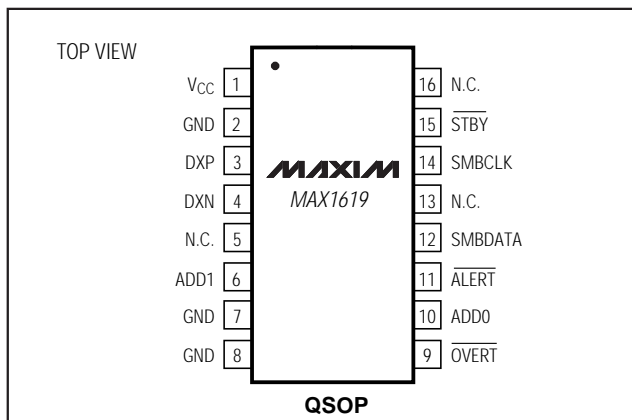 TOP VIEW
VCC 1 16 N.C.
GND 2 15 STBY
DXP 3 14 SMBCLK
MAXIM
DXN 4 MAX1619 13 N.C.
N.C. 5 12 SMBDATA
ADD1 6 11 ALERT
GND 7 10 ADD0
GND 8 9 OVERT
QSOP